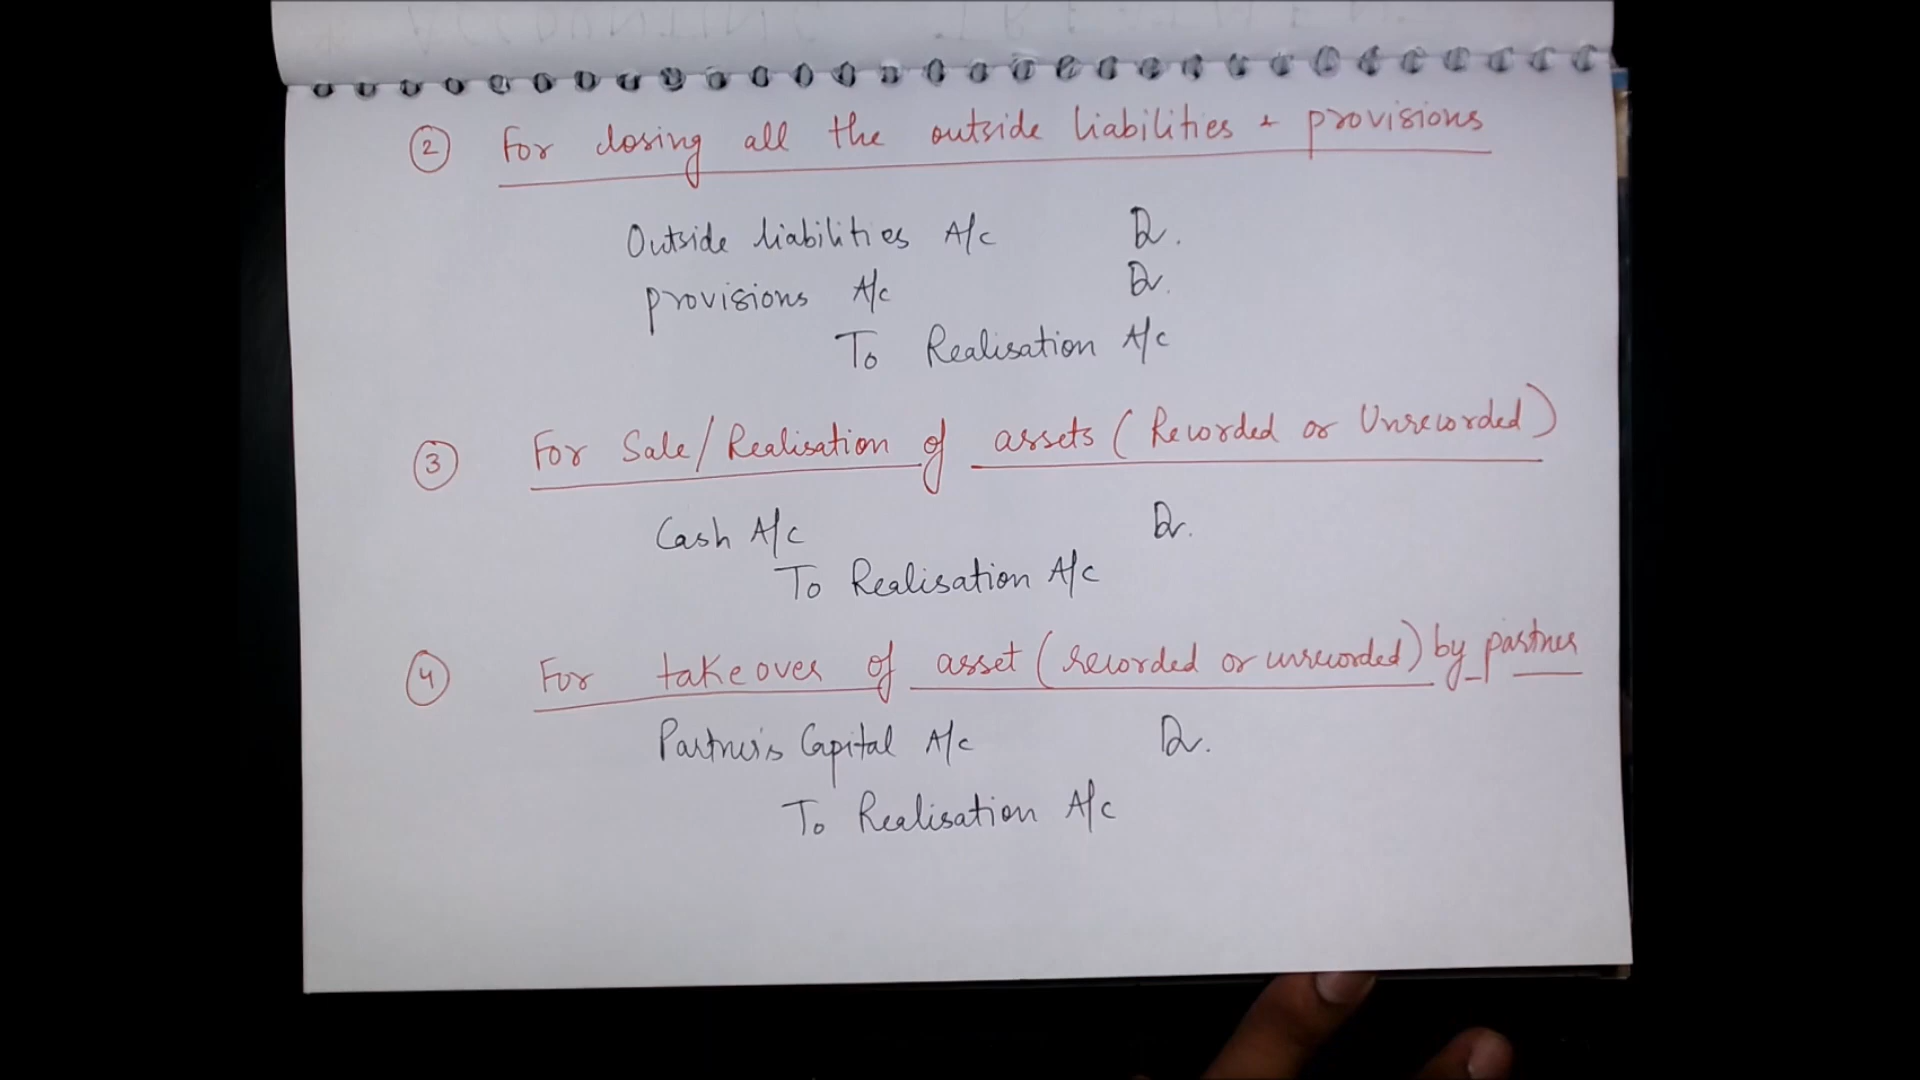 ② For closing all the outside liabilities & provisions
Outside liabilities A/c Dr.
provisions A/c Dr.
To Realisation A/c
③ For Sale/Realisation of assets (Recorded or Unrecorded)
Cash A/c Dr.
To Realisation A/c
④ For takeover of asset (recorded or unrecorded) by partner
Partner's Capital A/c Dr.
To Realisation A/c